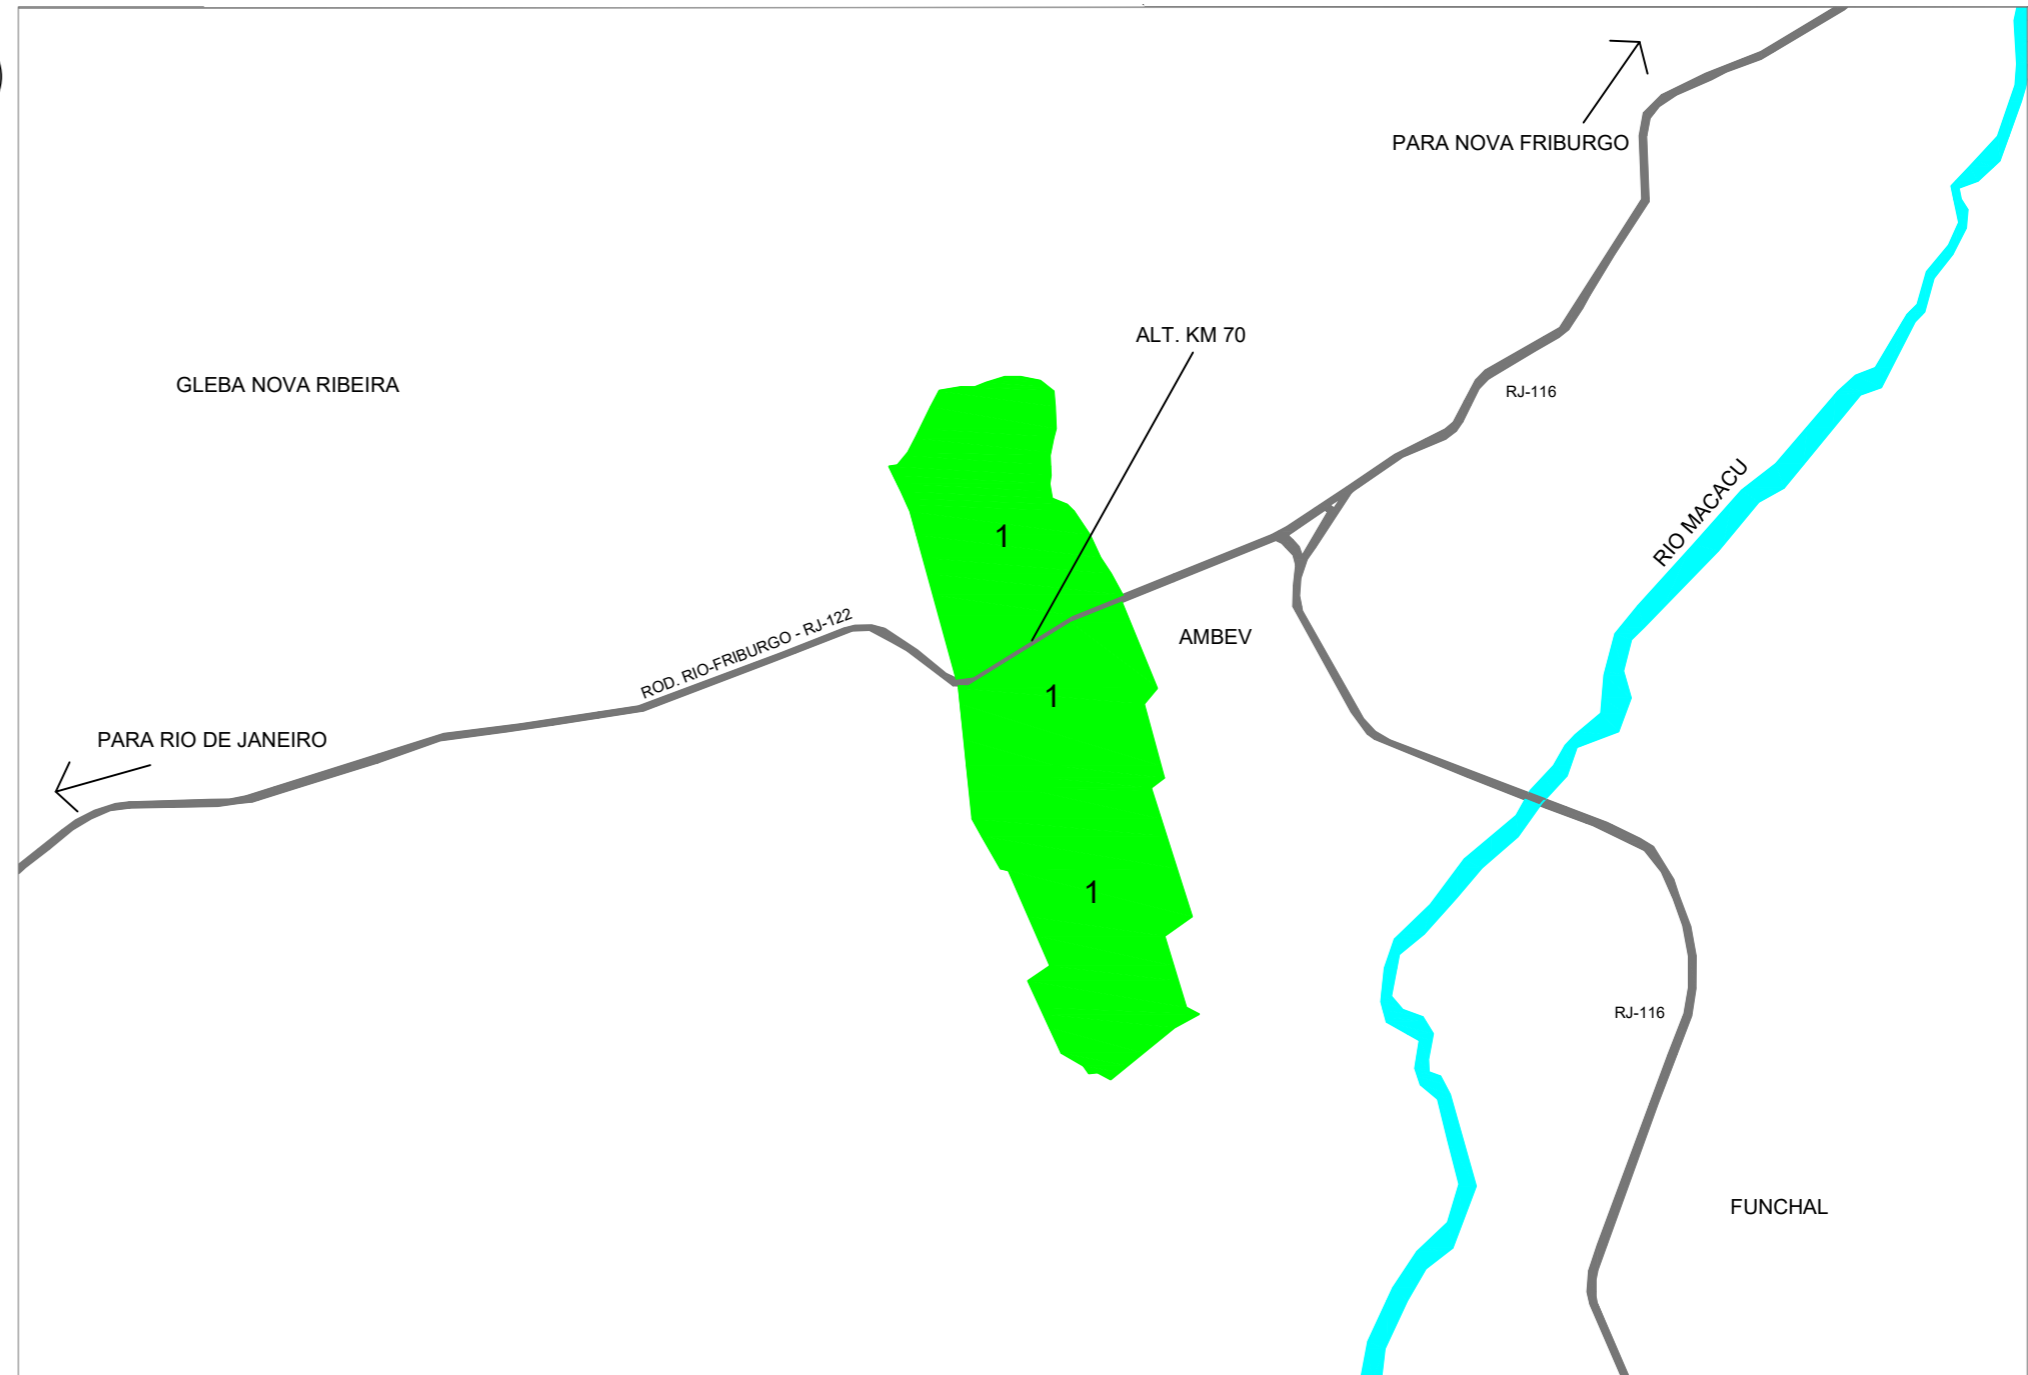 PARA NOVA FRIBURGO
ALT. KM 70
GLEBA NOVA RIBEIRA
RJ-116
RIO MACACU
1
ROD. RIO-FRIBURGO - RJ-122
AMBEV
1
PARA RIO DE JANEIRO
1
RJ-116
FUNCHAL